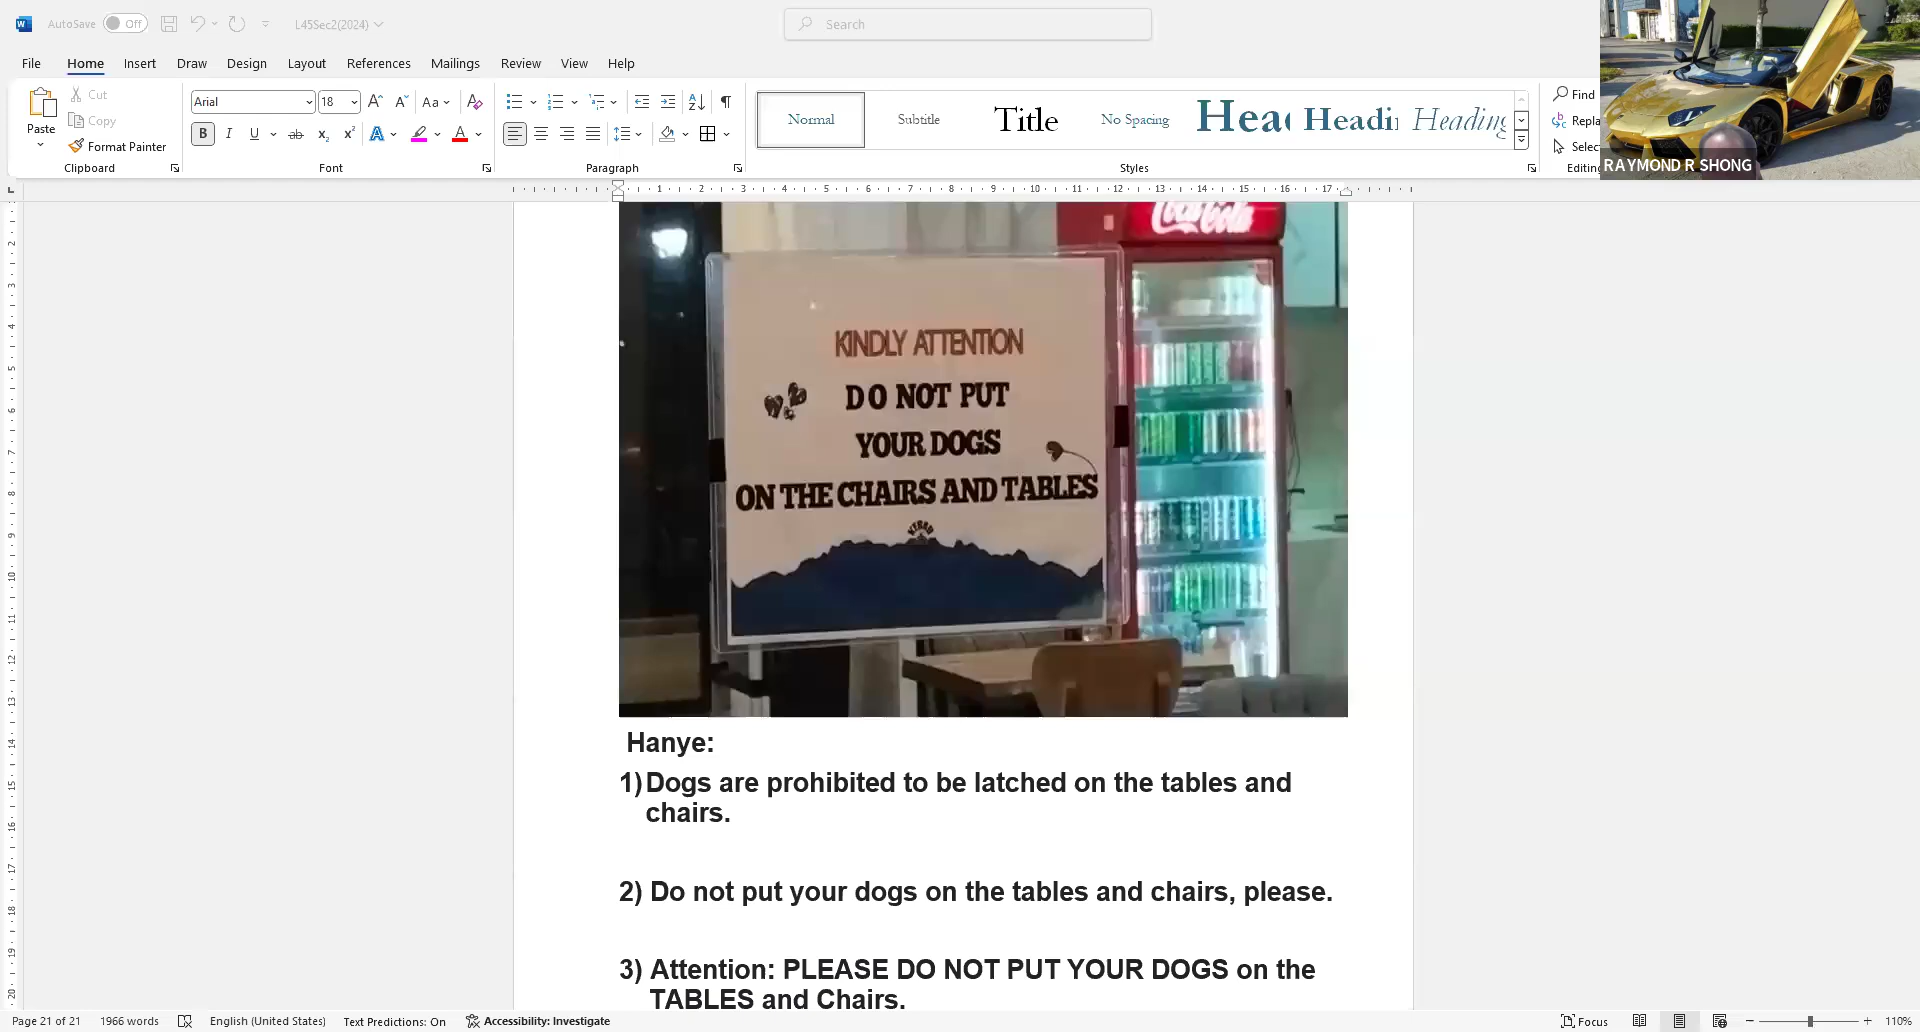 AutoSave Off L45Sec2(2024) Search
File Home Insert Draw Design Layout References Mailings Review View Help
Paste Cut Copy Format Painter Clipboard
Arial 18 Font
Paragraph
Normal Subtitle Title No Spacing Styles
Find
Editing
RAYMOND R SHONG
Coca-Cola
KINDLY ATTENTION
DO NOT PUT
YOUR DOGS
ON THE CHAIRS AND TABLES
Hanye:
1) Dogs are prohibited to be latched on the tables and
chairs.
2) Do not put your dogs on the tables and chairs, please.
3) Attention: PLEASE DO NOT PUT YOUR DOGS on the
TABLES and Chairs.
Page 21 of 21 1966 words English (United States) Text Predictions: On Accessibility: Investigate Focus 110%